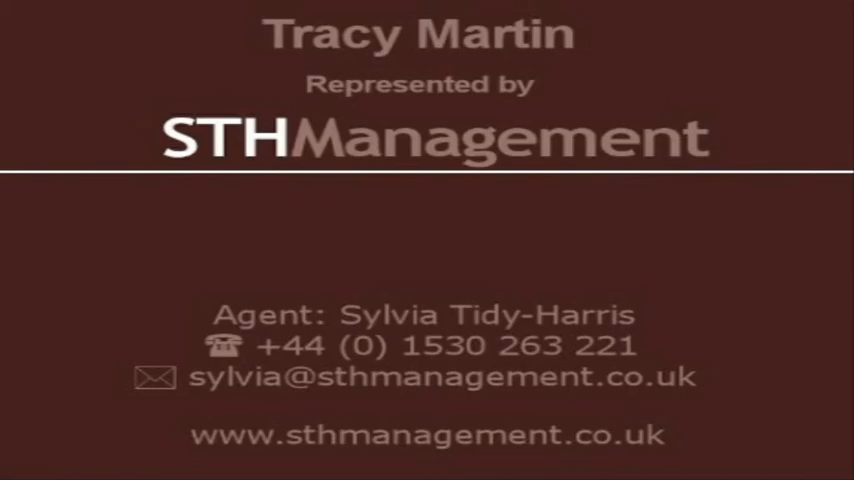 Tracy Martin
Represented by
STHManagement
Agent: Sylvia Tidy-Harris
☎ +44 (0) 1530 263 221
✉ sylvia@sthmanagement.co.uk
www.sthmanagement.co.uk